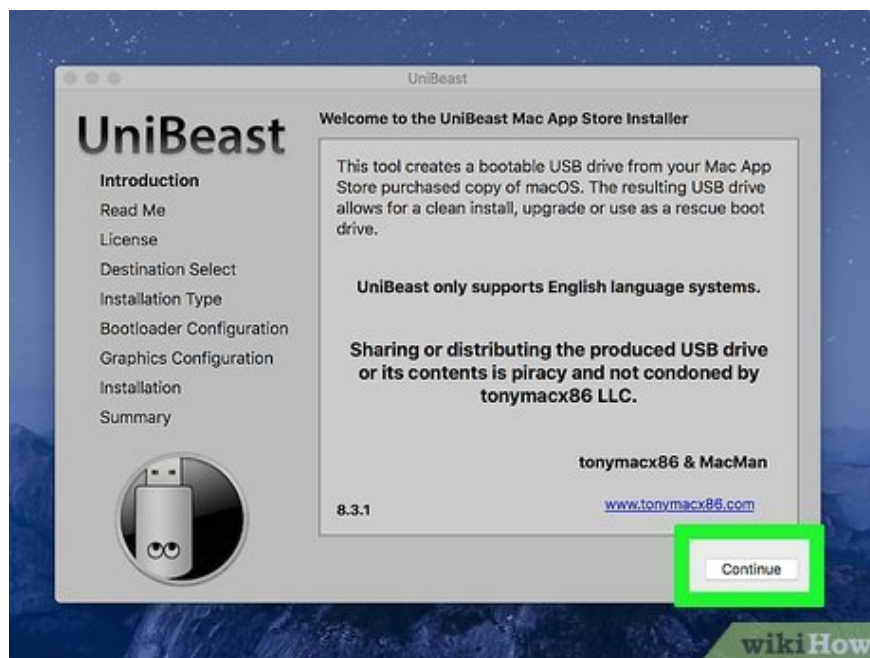 UniBeast
UniBeast
Introduction
Read Me
License
Destination Select
Installation Type
Bootloader Configuration
Graphics Configuration
Installation
Summary
Welcome to the UniBeast Mac App Store Installer
This tool creates a bootable USB drive from your Mac App
Store purchased copy of macOS. The resulting USB drive
allows for a clean install, upgrade or use as a rescue boot
drive.
UniBeast only supports English language systems.
Sharing or distributing the produced USB drive
or its contents is piracy and not condoned by
tonymacx86 LLC.
tonymacx86 & MacMan
8.3.1
www.tonymacx86.com
Continue
wikiHow